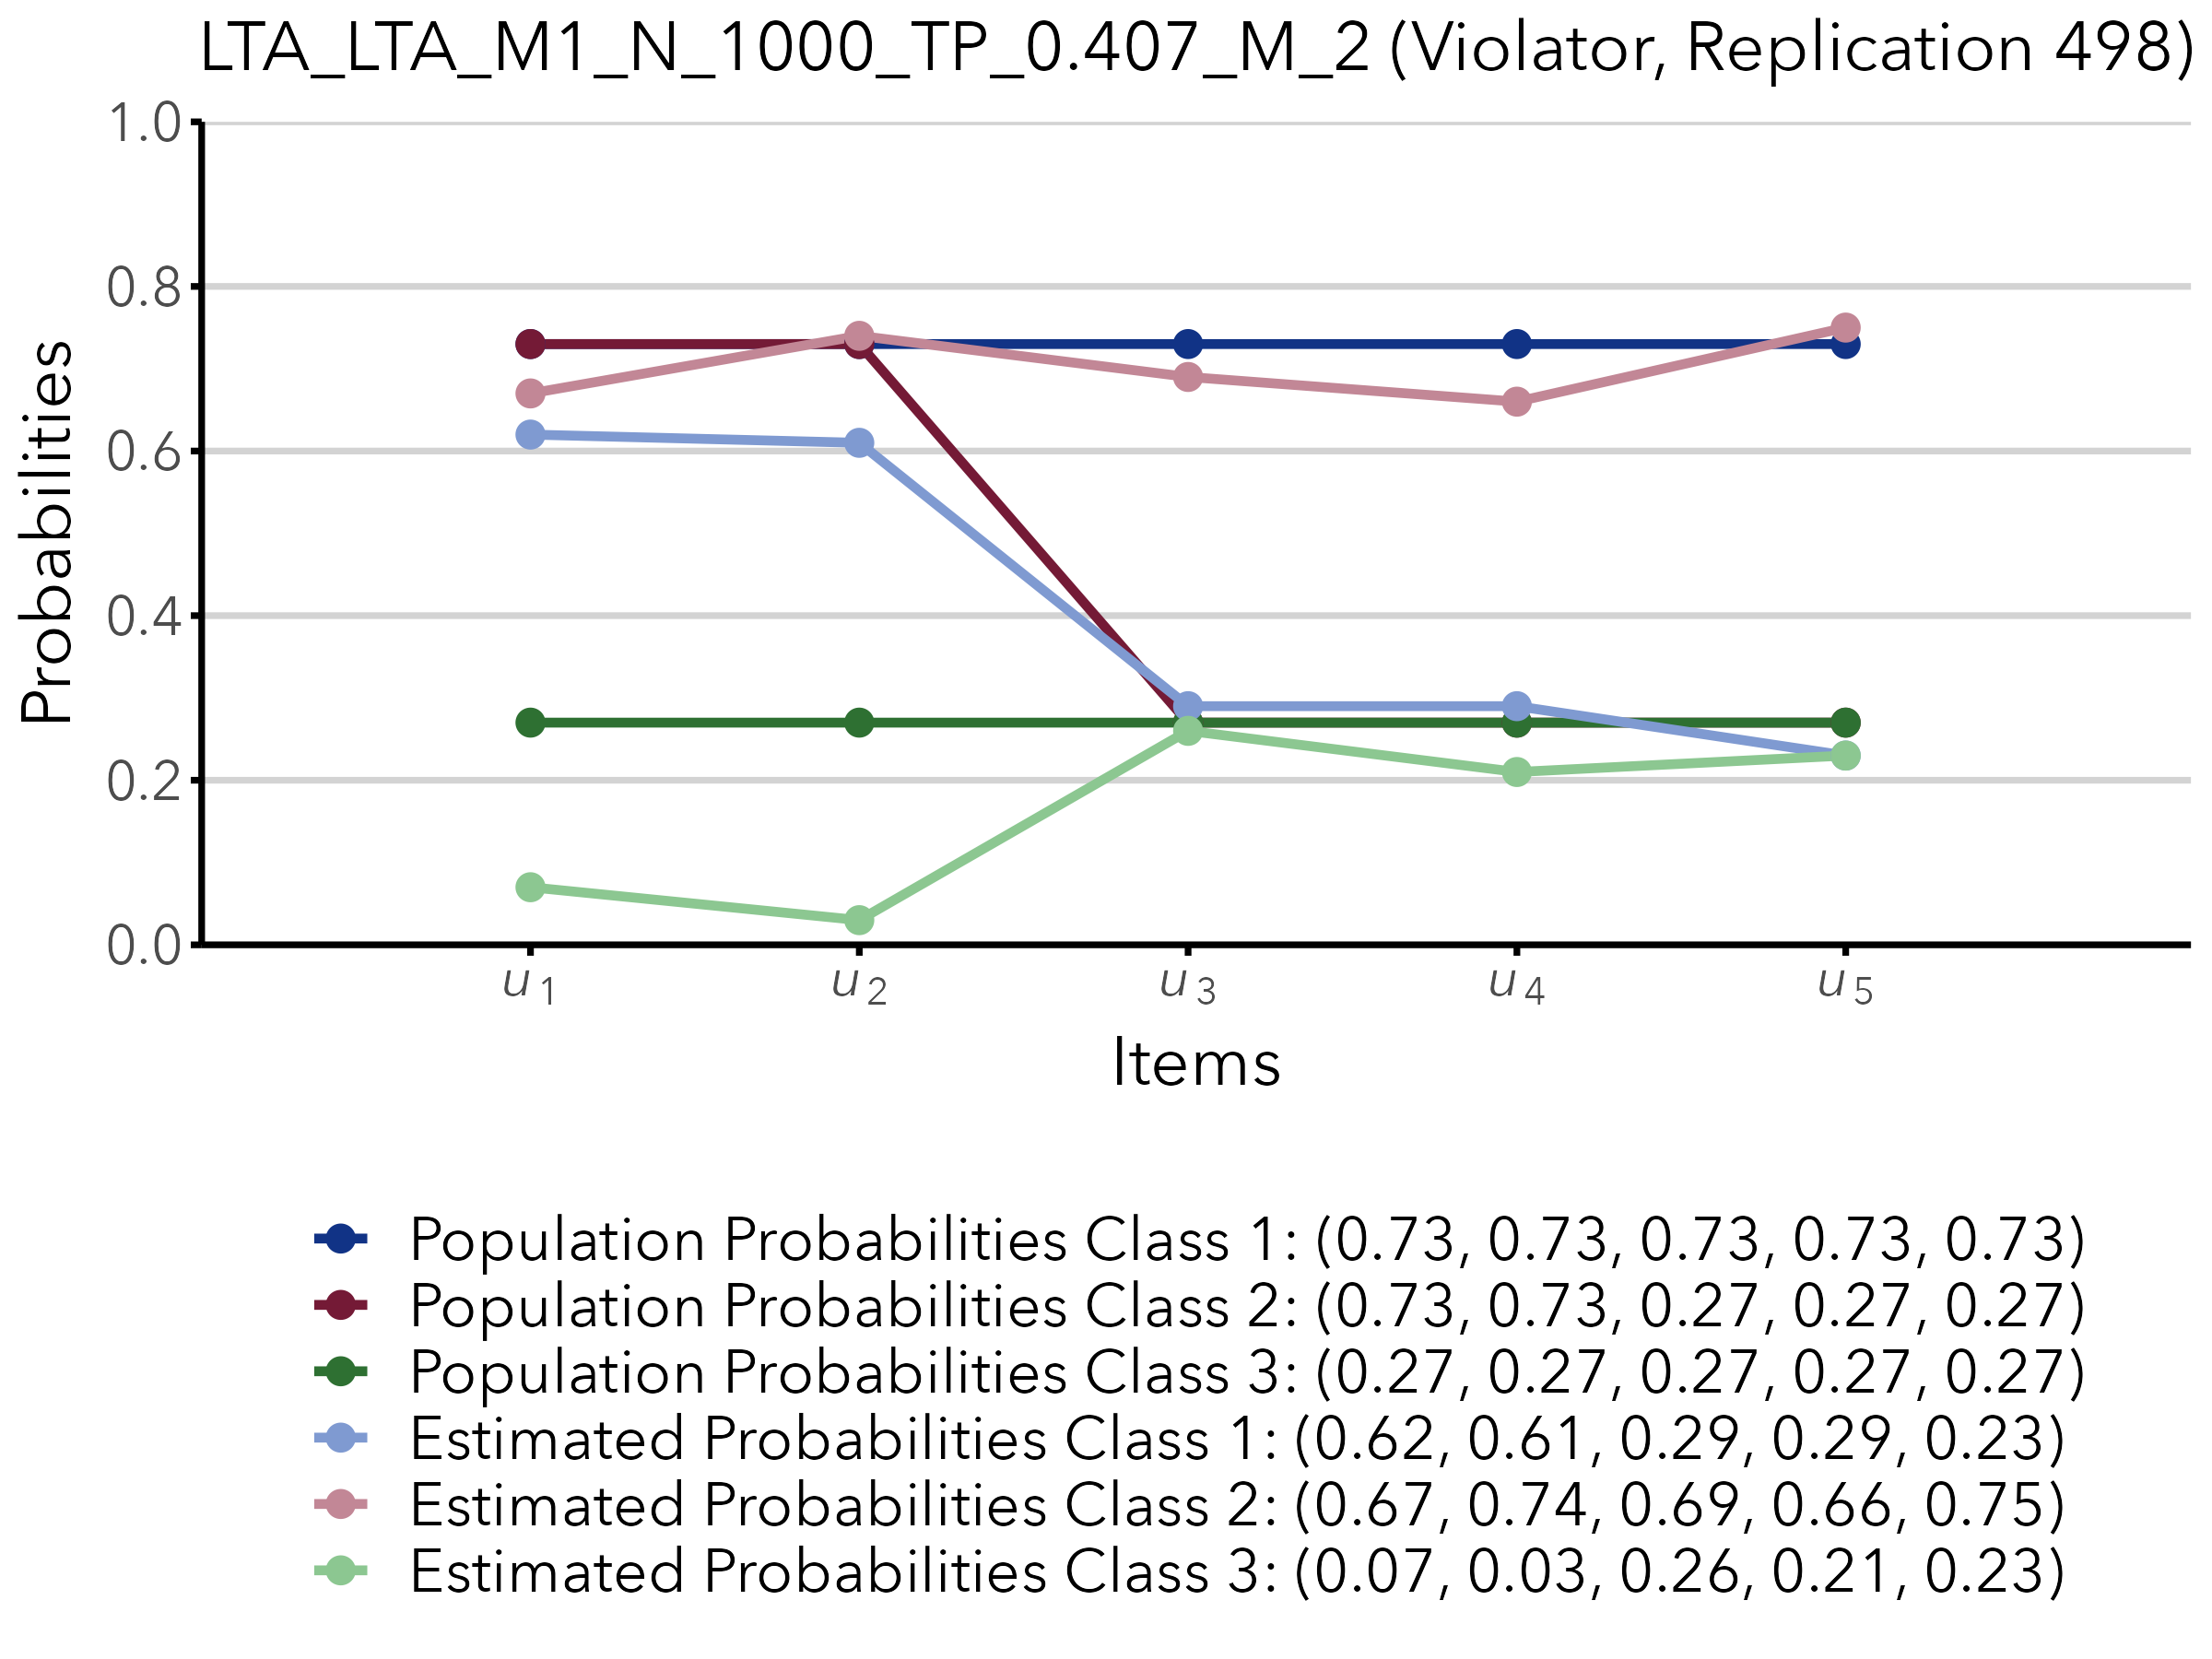 LTA_LTA_M1_N_1000_TP_0.407_M_2 (Violator, Replication 498)
1.0
0.8
0.6
0.4
0.2
0.0
Probabilities
u1
u2
u3
u4
u5
Items
Population Probabilities Class 1: (0.73, 0.73, 0.73, 0.73, 0.73)
Population Probabilities Class 2: (0.73, 0.73, 0.27, 0.27, 0.27)
Population Probabilities Class 3: (0.27, 0.27, 0.27, 0.27, 0.27)
Estimated Probabilities Class 1: (0.62, 0.61, 0.29, 0.29, 0.23)
Estimated Probabilities Class 2: (0.67, 0.74, 0.69, 0.66, 0.75)
Estimated Probabilities Class 3: (0.07, 0.03, 0.26, 0.21, 0.23)